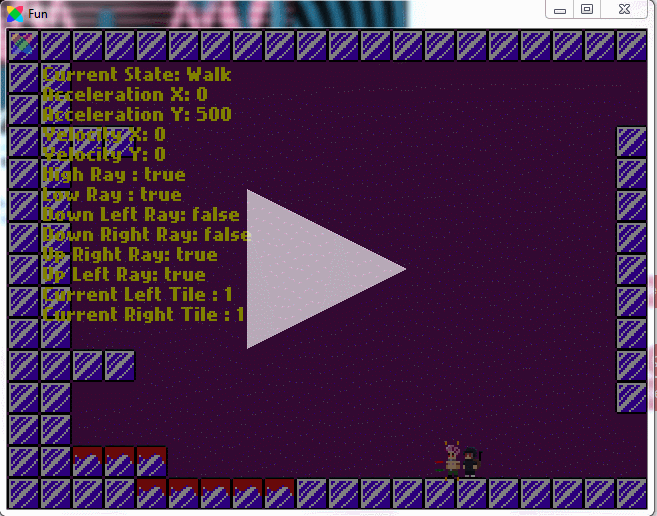 Fun
Current State: Walk
Acceleration X: 0
Acceleration Y: 500
Velocity X: 0
Velocity Y: 0
High Ray : true
Low Ray : true
Down Left Ray: false
Down Right Ray: false
Up Right Ray: true
Up Left Ray: true
Current Left Tile : 1
Current Right Tile : 1